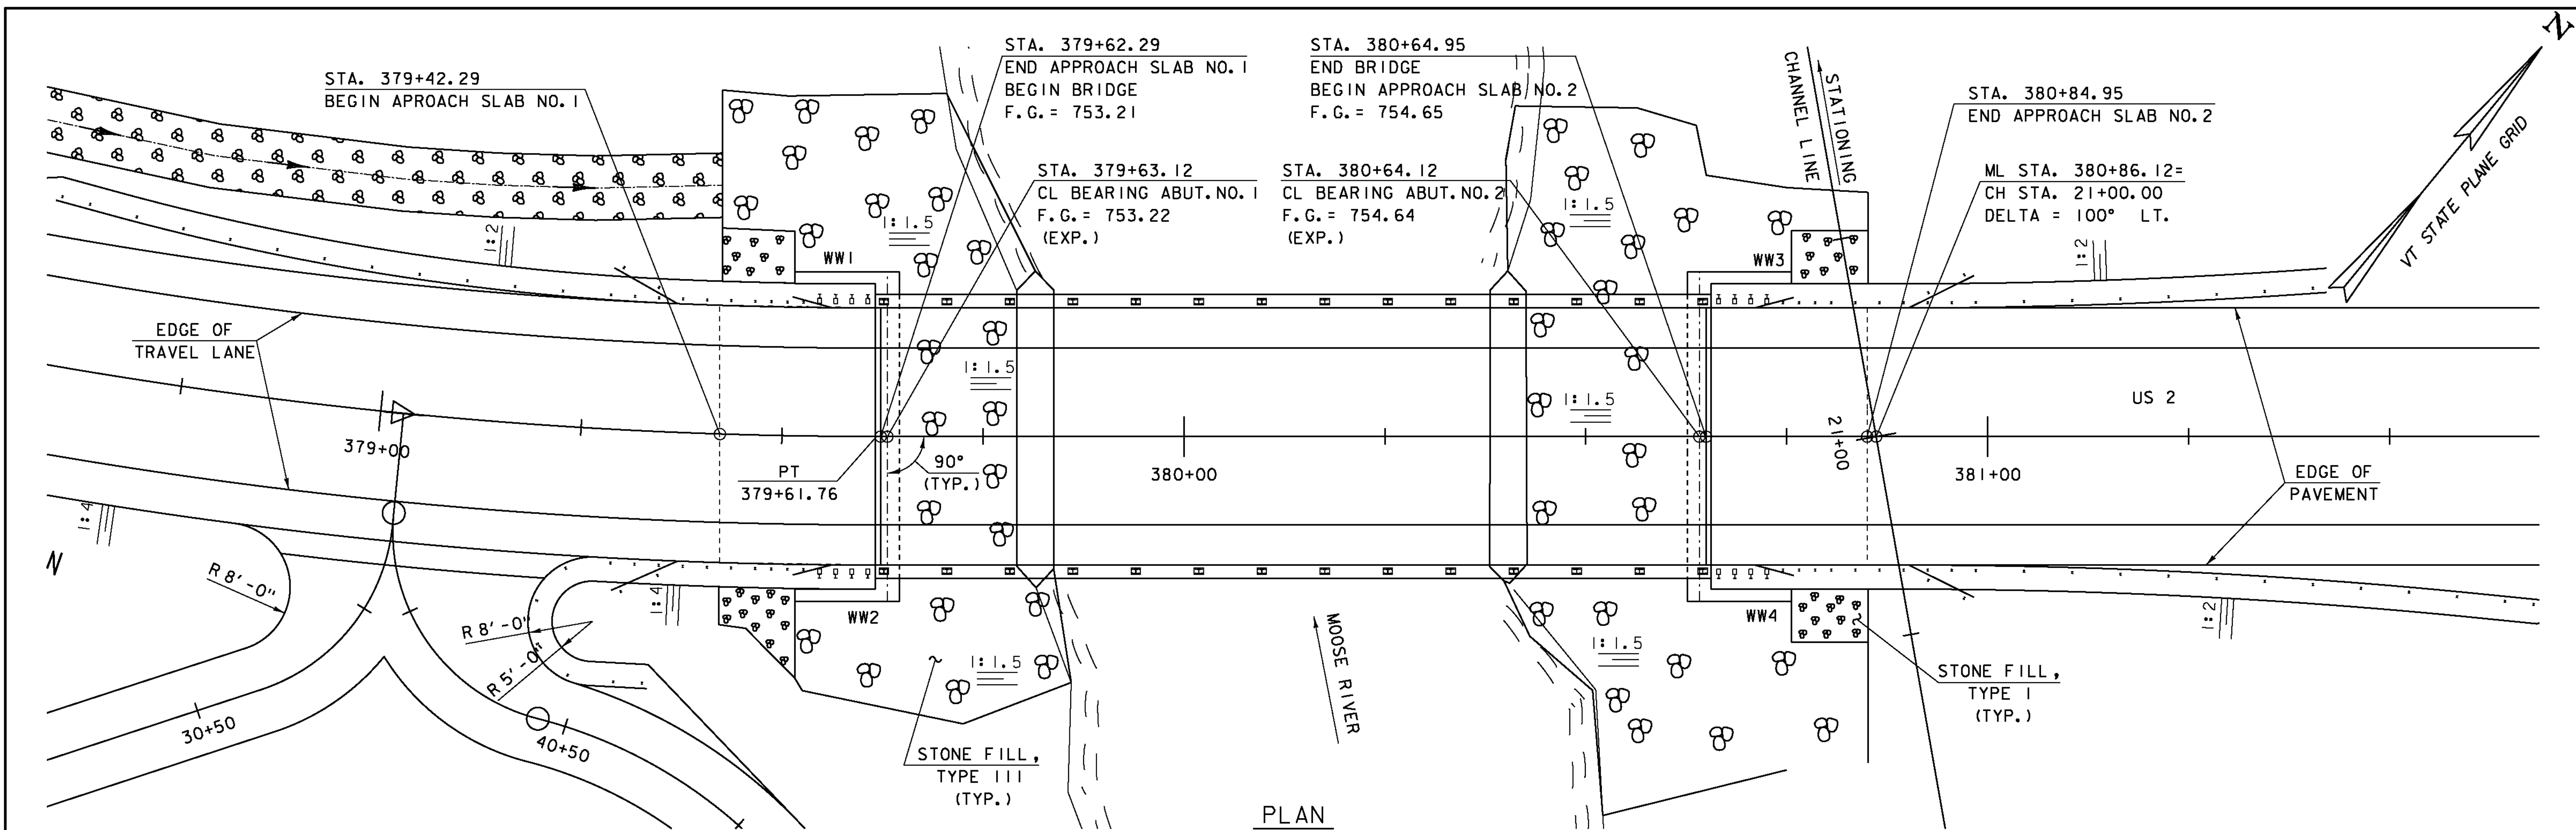 STA. 379+42.29
BEGIN APROACH SLAB NO.1
STA. 379+62.29
END APPROACH SLAB NO.1
BEGIN BRIDGE
F.G.= 753.21
STA. 380+64.95
END BRIDGE
BEGIN APPROACH SLAB NO.2
F.G.= 754.65
CHANNEL LINE
STATIONING
STA. 380+84.95
END APPROACH SLAB NO.2
N
VT STATE PLANE GRID
STA. 379+63.12
CL BEARING ABUT.NO.1
F.G.= 753.22
(EXP.)
STA. 380+64.12
CL BEARING ABUT.NO.2
F.G.= 754.64
(EXP.)
ML STA. 380+86.12=
CH STA. 21+00.00
DELTA = 100° LT.
1:2
1:1.5
1:1.5
1:2
WW1
WW3
EDGE OF
TRAVEL LANE
1:1.5
1:1.5
US 2
379+00
PT
379+61.76
90°
(TYP.)
380+00
21+00
381+00
EDGE OF
PAVEMENT
1:4
N
R 8'-0"
R 8'-0"
R 5'-0"
1:4
WW2
WW4
1:2
1:1.5
1:1.5
MOOSE RIVER
STONE FILL,
TYPE I
(TYP.)
30+50
40+50
STONE FILL,
TYPE III
(TYP.)
PLAN